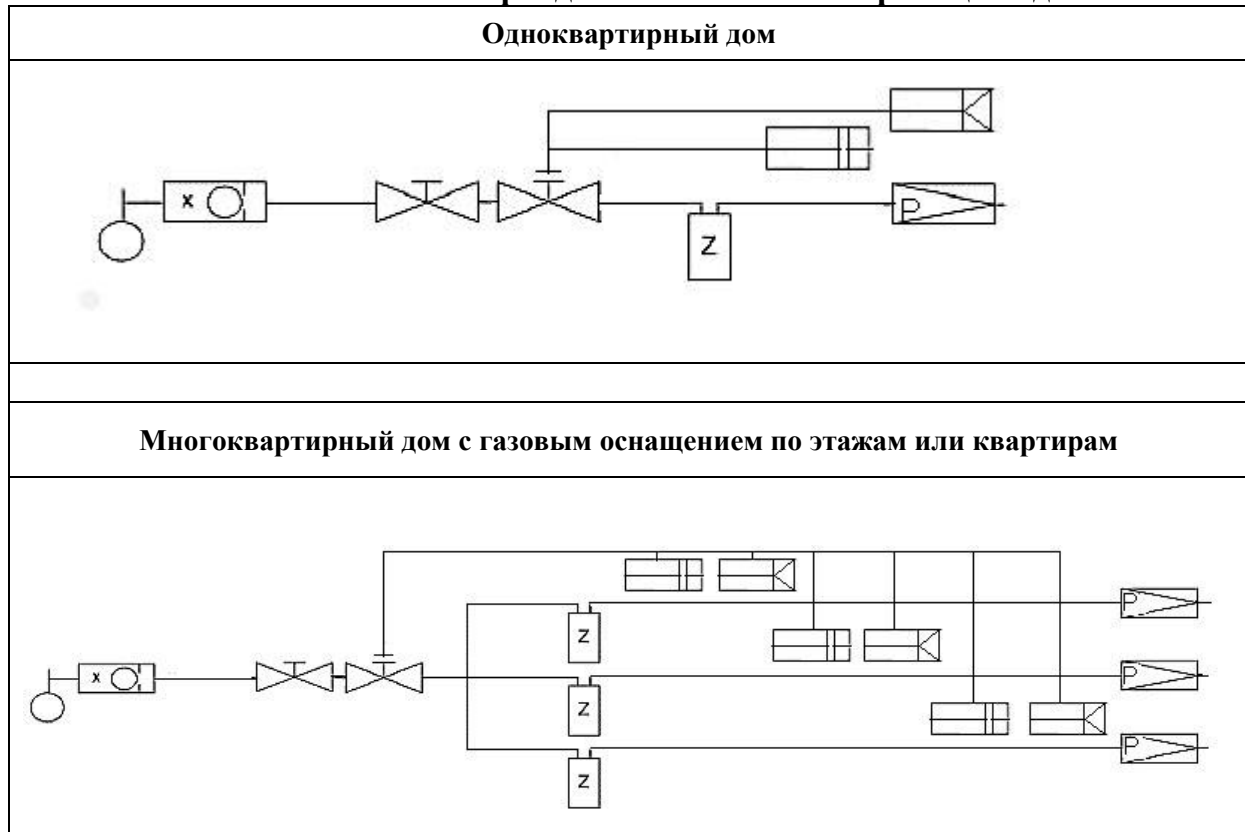 Одноквартирный дом
x
Z
P
Многоквартирный дом с газовым оснащением по этажам или квартирам
Z
P
x
Z
P
Z
P